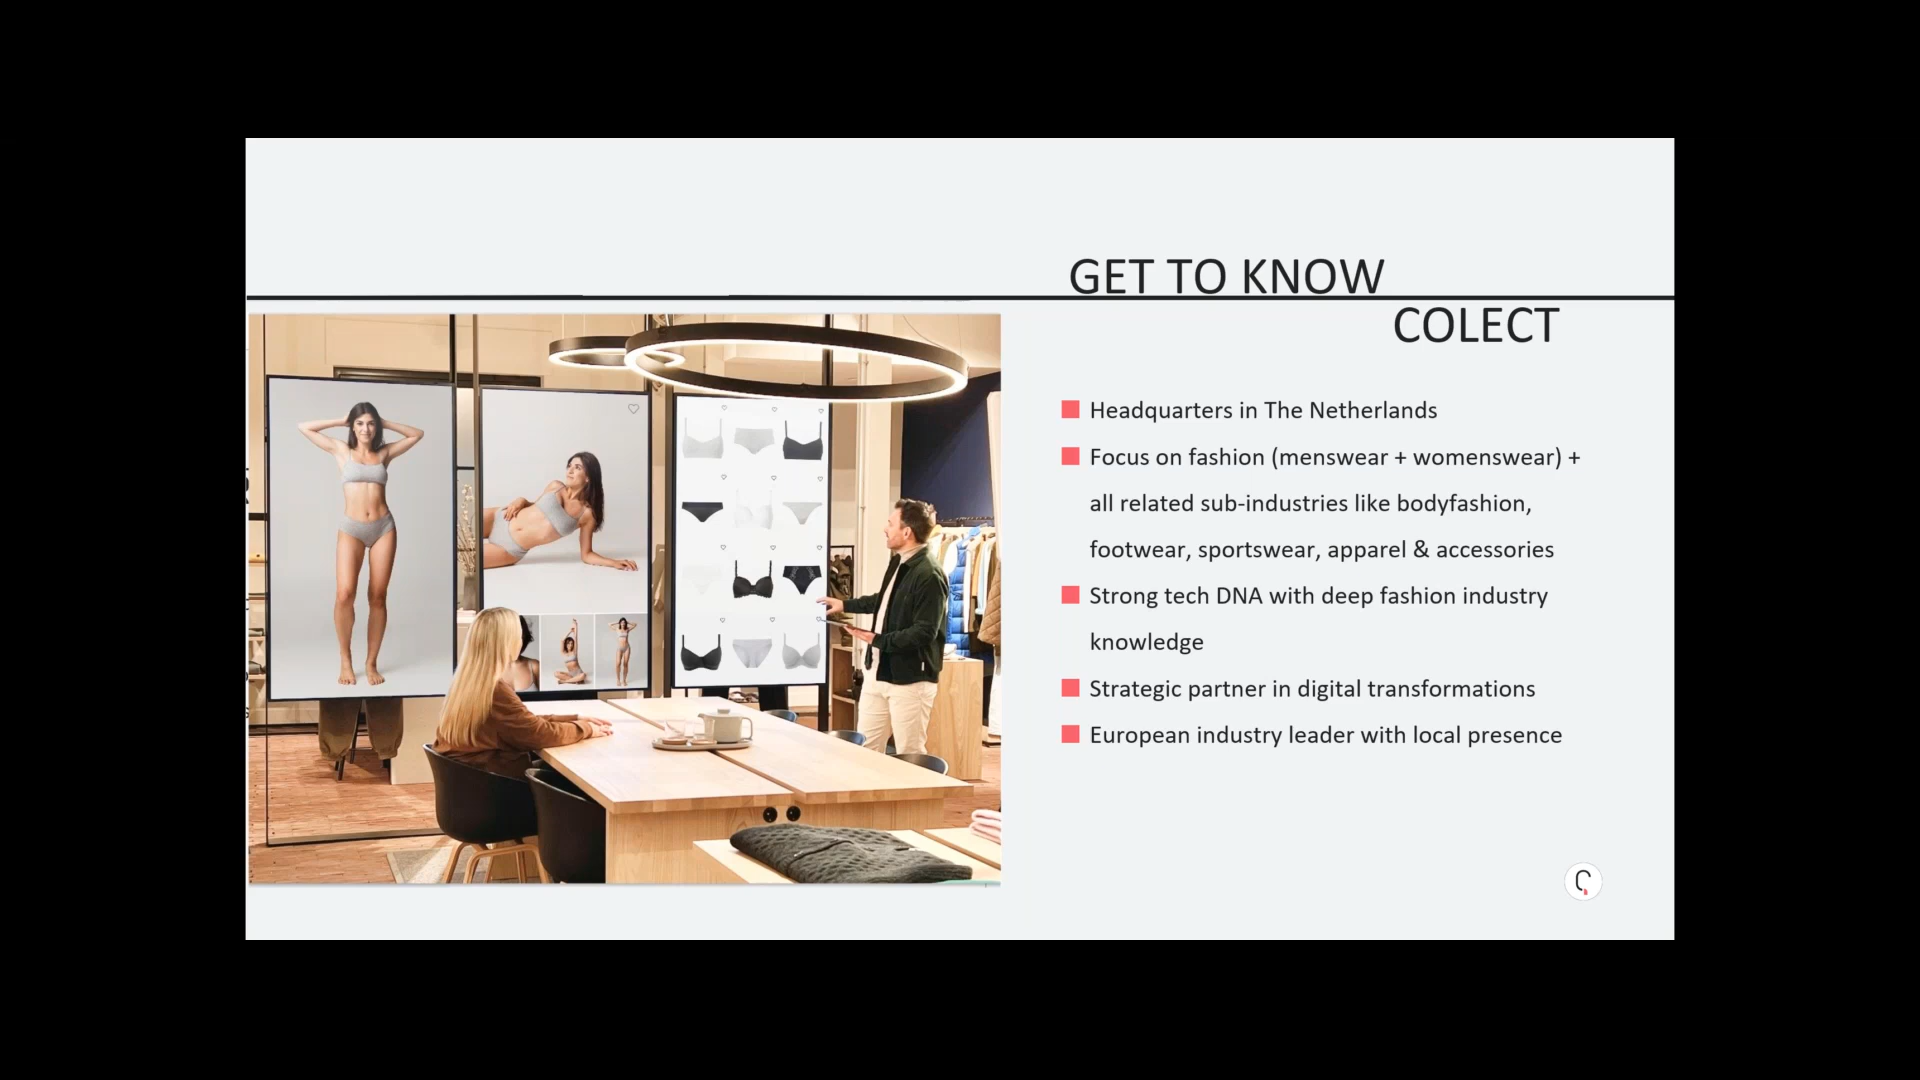 GET TO KNOW
COLECT
Headquarters in The Netherlands
Focus on fashion (menswear + womenswear) +
all related sub-industries like bodyfashion,
footwear, sportswear, apparel & accessories
Strong tech DNA with deep fashion industry
knowledge
Strategic partner in digital transformations
European industry leader with local presence